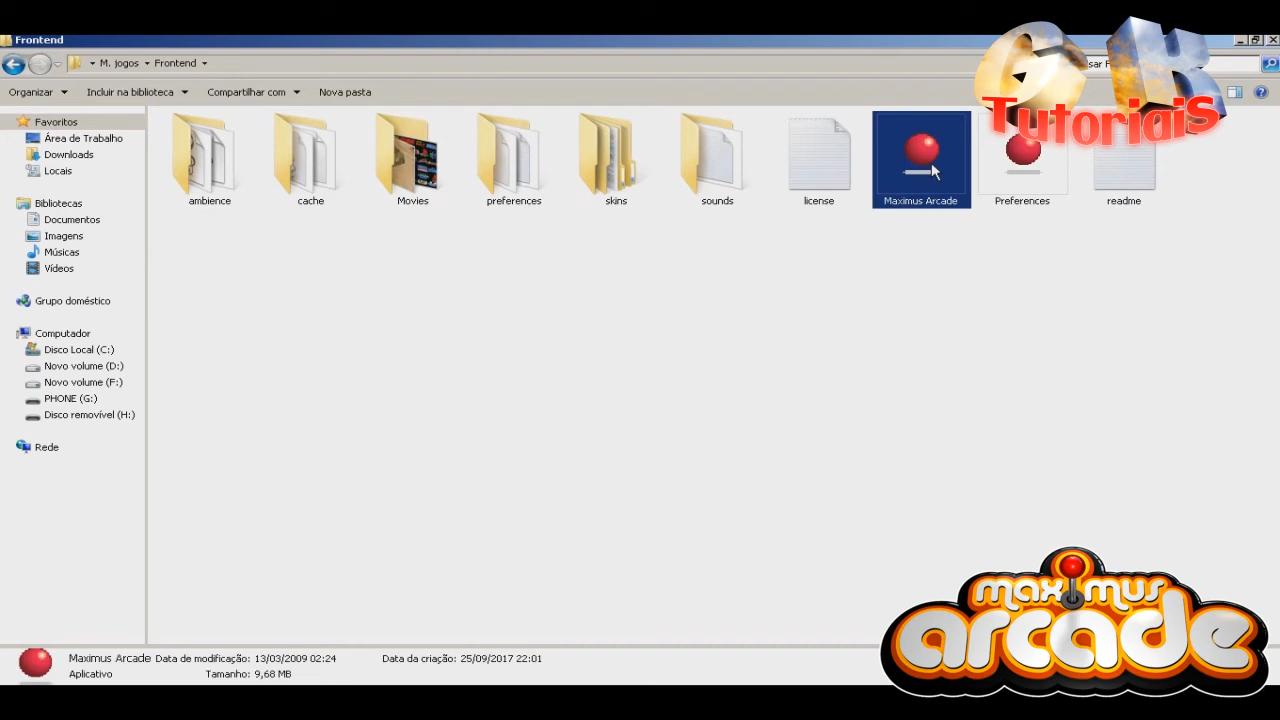 Frontend
M. jogos
Frontend
sar F
GK
Tutoriais
Organizar
Incluir na biblioteca
Compartilhar com
Nova pasta
Favoritos
Área de Trabalho
Downloads
Locais
Bibliotecas
Documentos
Imagens
Músicas
Vídeos
Grupo doméstico
Computador
Disco Local (C:)
Novo volume (D:)
Novo volume (F:)
PHONE (G:)
Disco removível (H:)
Rede
ambience
cache
Movies
preferences
skins
sounds
license
Maximus Arcade
Preferences
readme
maximus
arcade
Maximus Arcade Data de modificação: 13/03/2009 02:24 Data da criação: 25/09/2017 22:01
Aplicativo Tamanho: 9,68 MB